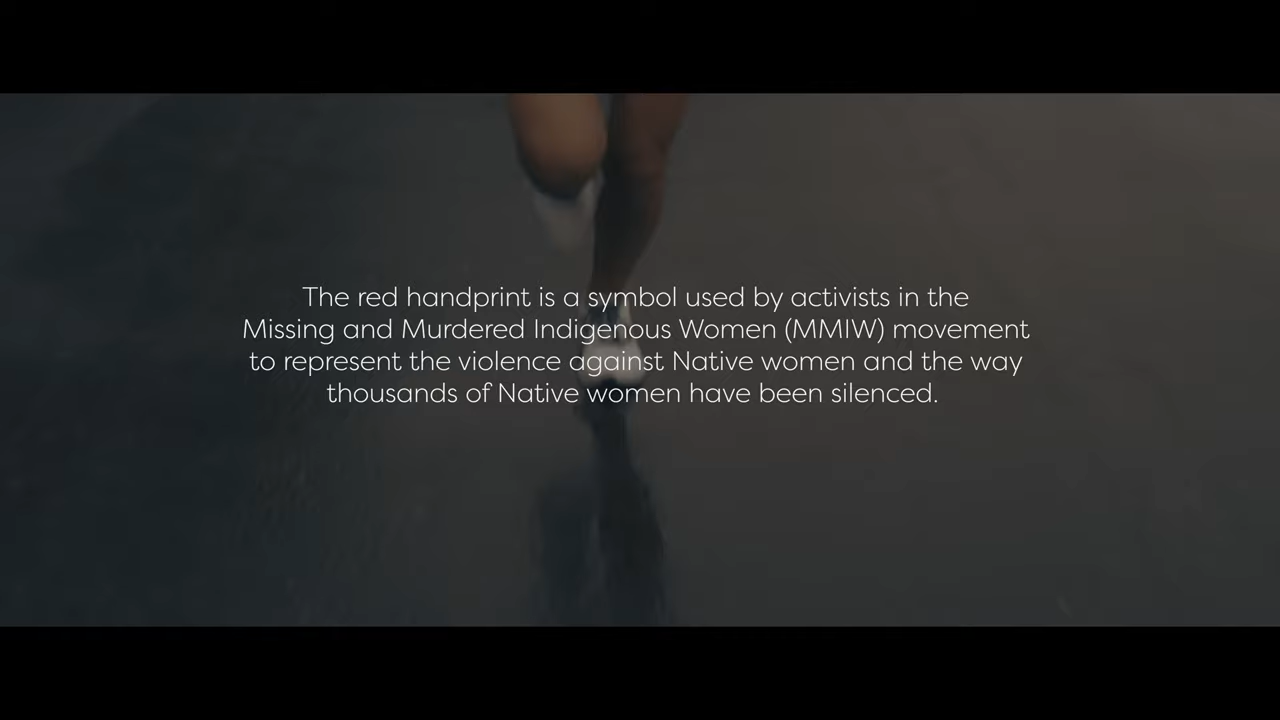 The red handprint is a symbol used by activists in the
Missing and Murdered Indigenous Women (MMIW) movement
to represent the violence against Native women and the way
thousands of Native women have been silenced.